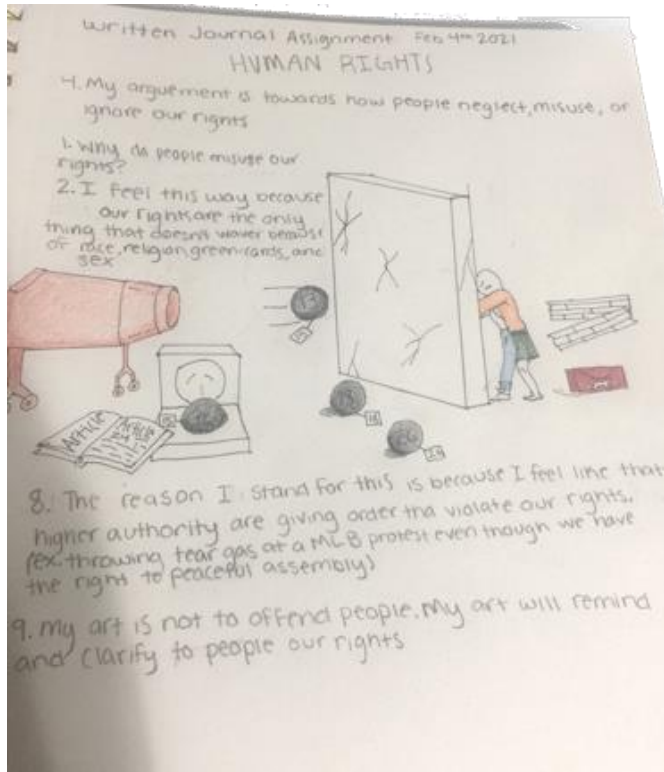 Written Journal Assignment Feb 4th 2021
HUMAN RIGHTS
4. My arguement is towards how people neglect, misuse, or
ignore our rights
1. Why do people misuse our
rights?
2. I feel this way because
our rights are the only
thing that doesn't waver because
of race, religion, green-cards, and
sex
13
Article
Article
8. The reason I stand for this is because I feel line that
higher authority are giving order tha violate our rights.
(ex. throwing tear gas at a MLB protest even though we have
the right to peaceful assembly)
9. My art is not to offend people. My art will remind
and clarify to people our rights